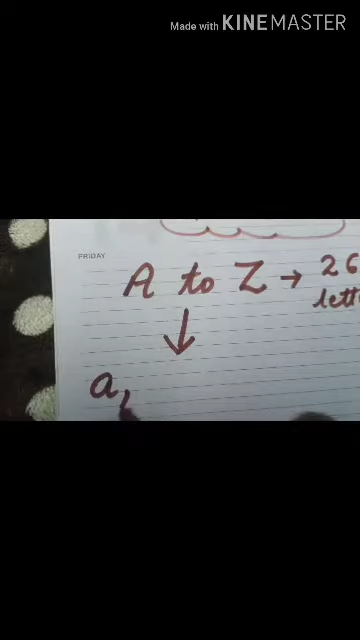 Made with KINEMASTER
FRIDAY
A to Z → 26
lett
↓
a,